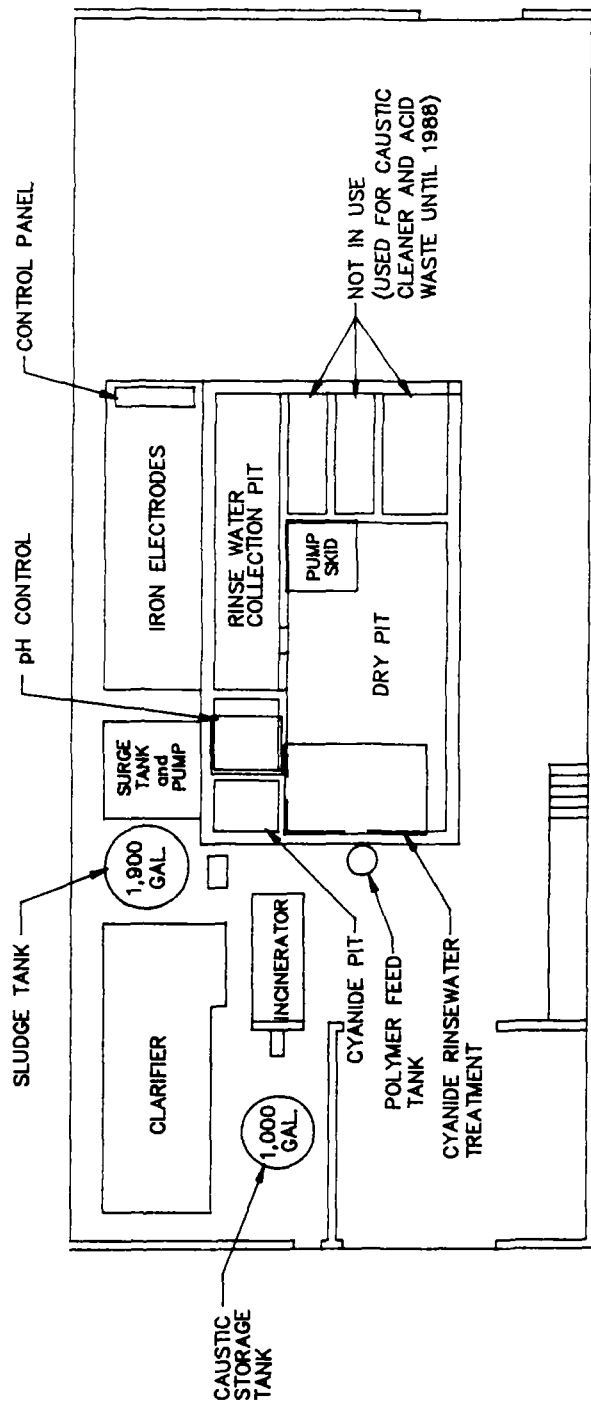 SLUDGE TANK
pH CONTROL
CONTROL PANEL
CAUSTIC
STORAGE
TANK
CLARIFIER
1,900
GAL.
SURGE
TANK
and
PUMP
IRON ELECTRODES
1,000
GAL.
INCINERATOR
RINSE WATER
COLLECTION PIT
PUMP
SKID
DRY PIT
CYANIDE PIT
POLYMER FEED
TANK
CYANIDE RINSEWATER
TREATMENT
NOT IN USE
(USED FOR CAUSTIC
CLEANER AND ACID
WASTE UNTIL 1988)